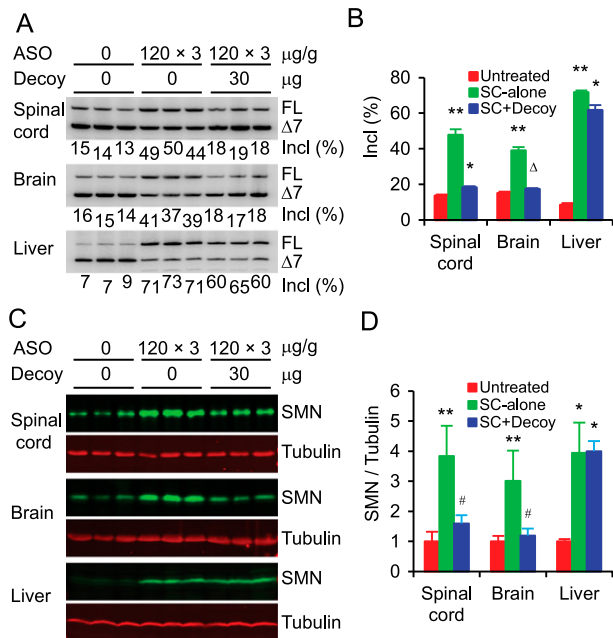 A
ASO 0 120 × 3 120 × 3 μg/g
Decoy 0 0 30 μg
Spinal cord FL
Δ7
15 14 13 49 50 44 18 19 18 Incl (%)
Brain FL
Δ7
16 15 14 41 37 39 18 17 18 Incl (%)
Liver FL
Δ7
7 7 9 71 73 71 60 65 60 Incl (%)
B
Incl (%)
80
60
40
20
0
Untreated
SC-alone
SC+Decoy
** *
** Δ
** *
Spinal cord Brain Liver
C
ASO 0 120 × 3 120 × 3 μg/g
Decoy 0 0 30 μg
Spinal cord SMN
Tubulin
Brain SMN
Tubulin
Liver SMN
Tubulin
D
SMN / Tubulin
6
5
4
3
2
1
0
Untreated
SC-alone
SC+Decoy
** #
** #
* *
Spinal cord Brain Liver